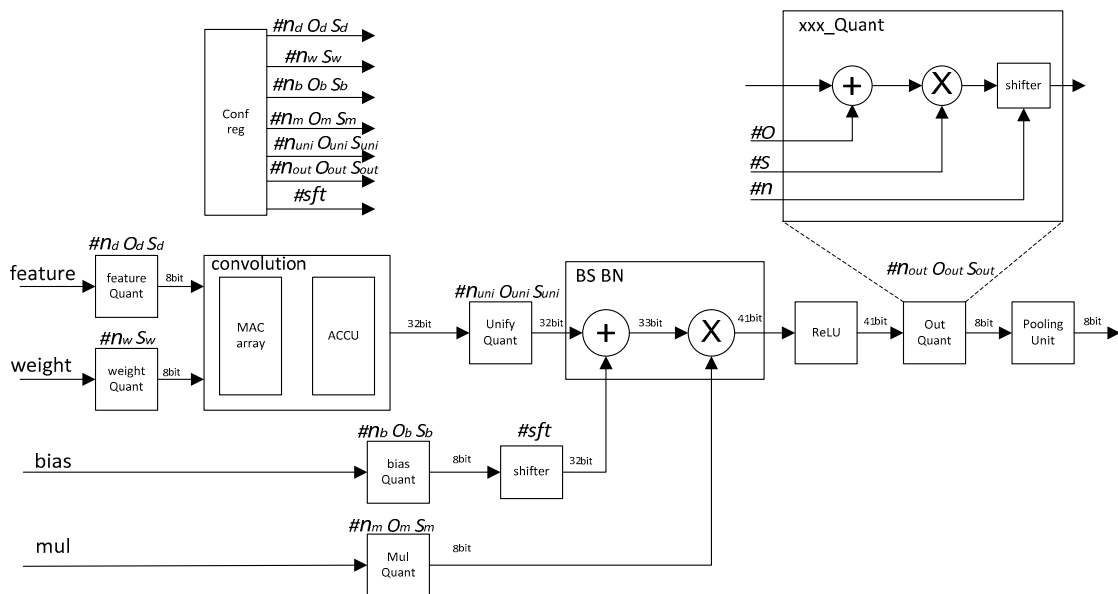 #nd Od Sd
#nw Sw
#nb Ob Sb
#nm Om Sm
#nuni Ouni Suni
#nout Oout Sout
#sft
Conf
reg
xxx_Quant
+
X
shifter
#O
#S
#n
#nd Od Sd
feature
feature
Quant
8bit
#nw Sw
weight
weight
Quant
8bit
convolution
MAC
array
ACCU
32bit
#nuni Ouni Suni
Unify
Quant
32bit
BS BN
+
33bit
X
41bit
ReLU
41bit
#nout Oout Sout
Out
Quant
8bit
Pooling
Unit
8bit
#nb Ob Sb
bias
bias
Quant
8bit
#sft
shifter
32bit
#nm Om Sm
mul
Mul
Quant
8bit